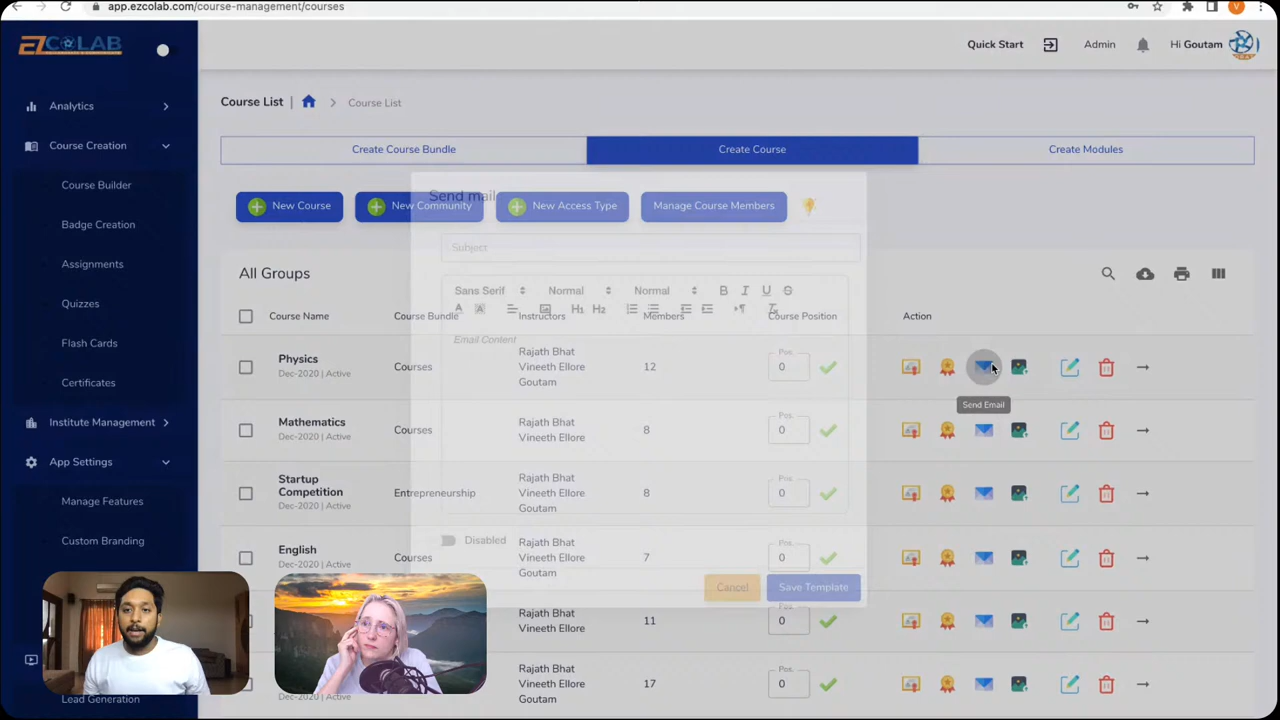 app.ezcolab.com/course-management/courses
V
EZCOLAB
Quick Start
Admin
Hi Goutam
Analytics
Course Creation
Course Builder
Badge Creation
Assignments
Quizzes
Flash Cards
Certificates
Institute Management
App Settings
Manage Features
Custom Branding
Lead Generation
Course List | Course List
Create Course Bundle
Create Course
Create Modules
New Course
New Community
New Access Type
Manage Course Members
Send mail
Subject
All Groups
Sans Serif
Normal
Normal
B I U S
A A H1 H2
Email Content
Course Name
Course Bundle
Instructors
Members
Course Position
Action
Physics
Dec-2020 | Active
Courses
Rajath Bhat
Vineeth Ellore
Goutam
12
Pos.
0
Send Email
Mathematics
Dec-2020 | Active
Courses
Rajath Bhat
Vineeth Ellore
8
Pos.
0
Startup
Competition
Dec-2020 | Active
Entrepreneurship
Rajath Bhat
Vineeth Ellore
Goutam
8
Pos.
0
English
Dec-2020 | Active
Courses
Rajath Bhat
Vineeth Ellore
Goutam
7
Pos.
0
Disabled
Cancel
Save Template
Rajath Bhat
Vineeth Ellore
11
Pos.
0
Rajath Bhat
Vineeth Ellore
Goutam
17
Pos.
0